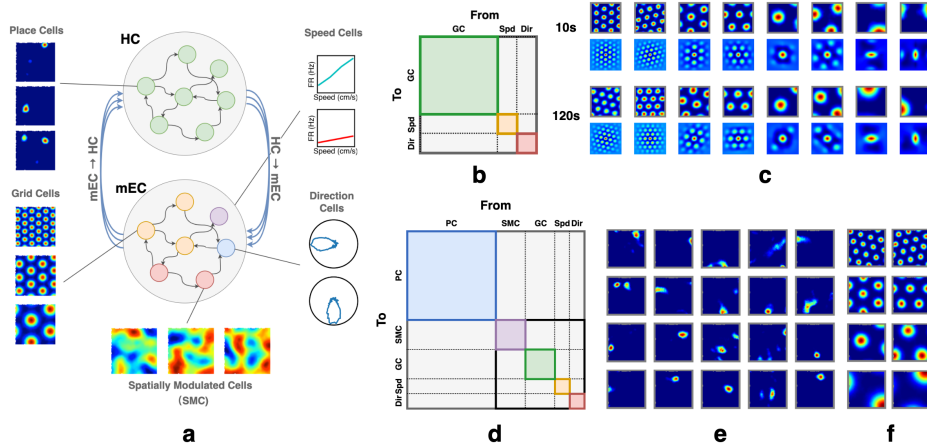 Place Cells
HC
Speed Cells
FR (Hz)
Speed (cm/s)
FR (Hz)
Speed (cm/s)
mEC → HC
HC → mEC
Grid Cells
mEC
Direction
Cells
Spatially Modulated Cells
(SMC)
a
From
GC Spd Dir
To
GC
Spd
Dir
b
10s
120s
c
From
PC SMC GC Spd Dir
To
PC
SMC
GC
Spd
Dir
d
e
f